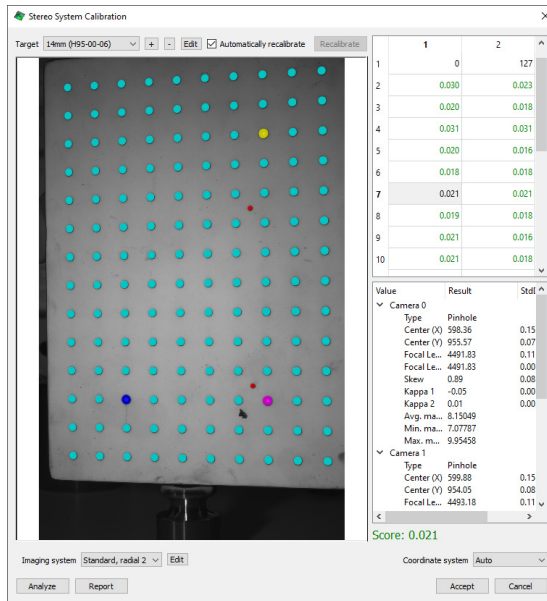 Stereo System Calibration
Target 14mm (H95-00-06) + - Edit Automatically recalibrate Recalibrate
1 2
1 0 127
2 0.030 0.023
3 0.020 0.018
4 0.031 0.031
5 0.020 0.016
6 0.018 0.018
7 0.021 0.021
8 0.019 0.018
9 0.021 0.016
10 0.021 0.018
Value Result
Camera 0
Type Pinhole
Center (X) 598.36 0.15
Center (Y) 955.57 0.07
Focal Le... 4491.83 0.11
Focal Le... 4491.83 0.00
Skew 0.89 0.08
Kappa 1 -0.05 0.00
Kappa 2 0.01 0.00
Avg. ma... 8.15049
Min. ma... 7.07787
Max. m... 9.95458
Camera 1
Type Pinhole
Center (X) 599.88 0.15
Center (Y) 954.05 0.08
Focal Le... 4493.18 0.11
Score: 0.021
Imaging system Standard, radial 2 Edit Coordinate system Auto
Analyze Report Accept Cancel